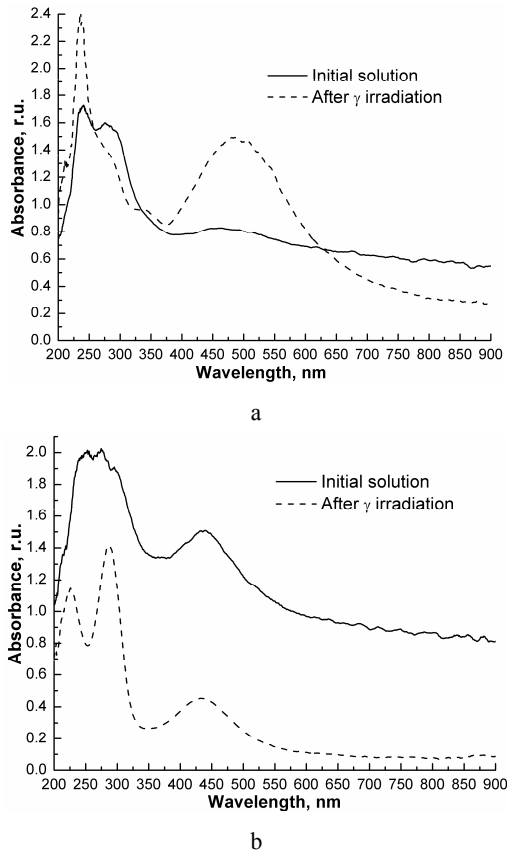 2.4
2.2
2.0
1.8
1.6
1.4
1.2
1.0
0.8
0.6
0.4
0.2
0.0
Absorbance, r.u.
Initial solution
After γ irradiation
200 250 300 350 400 450 500 550 600 650 700 750 800 850 900
Wavelength, nm
a
2.0
1.8
1.6
1.4
1.2
1.0
0.8
0.6
0.4
0.2
0.0
Absorbance, r.u.
Initial solution
After γ irradiation
200 250 300 350 400 450 500 550 600 650 700 750 800 850 900
Wavelength, nm
b